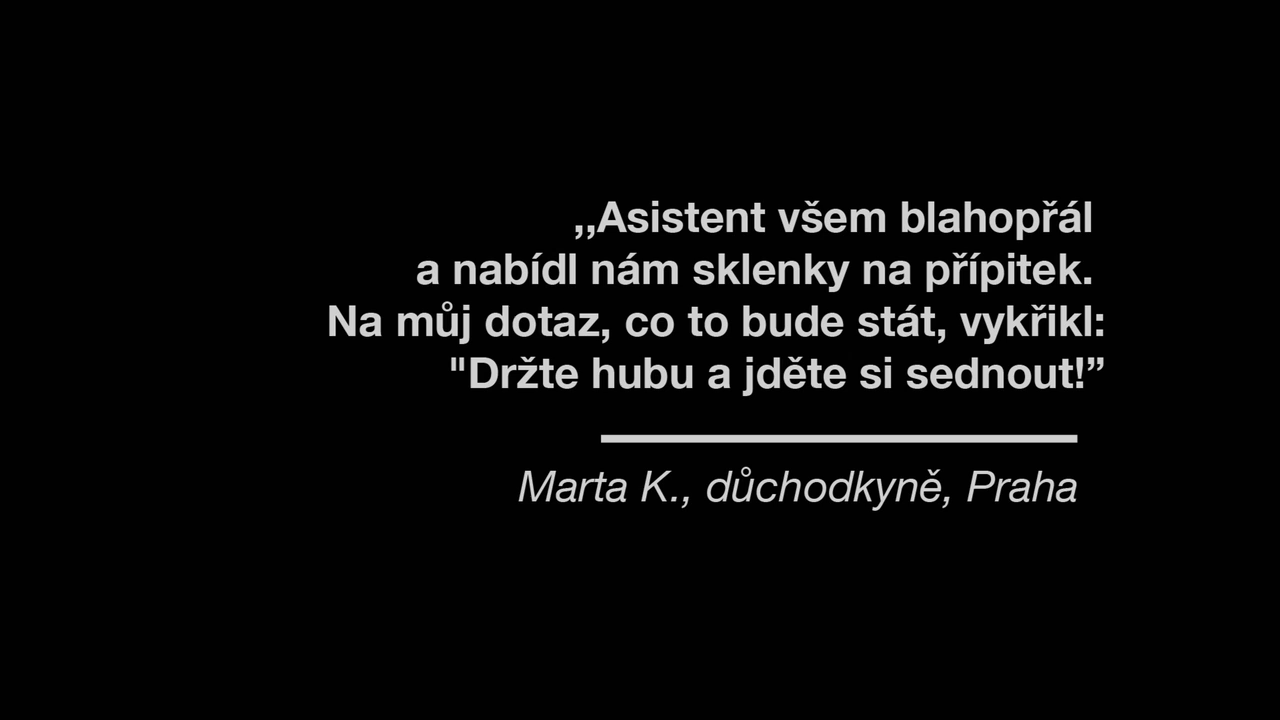 ,,Asistent všem blahopřál
a nabídl nám sklenky na přípitek.
Na můj dotaz, co to bude stát, vykřikl:
"Držte hubu a jděte si sednout!”
Marta K., důchodkyně, Praha